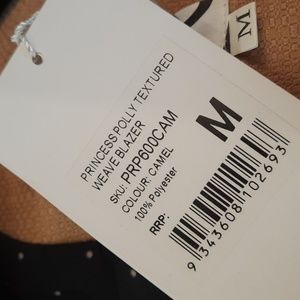 M
PRINCESS POLLY TEXTURED
WEAVE BLAZER
SKU: PRP600CAM
COLOUR: CAMEL
100% Polyester
RRP:
M
9 343608 102693